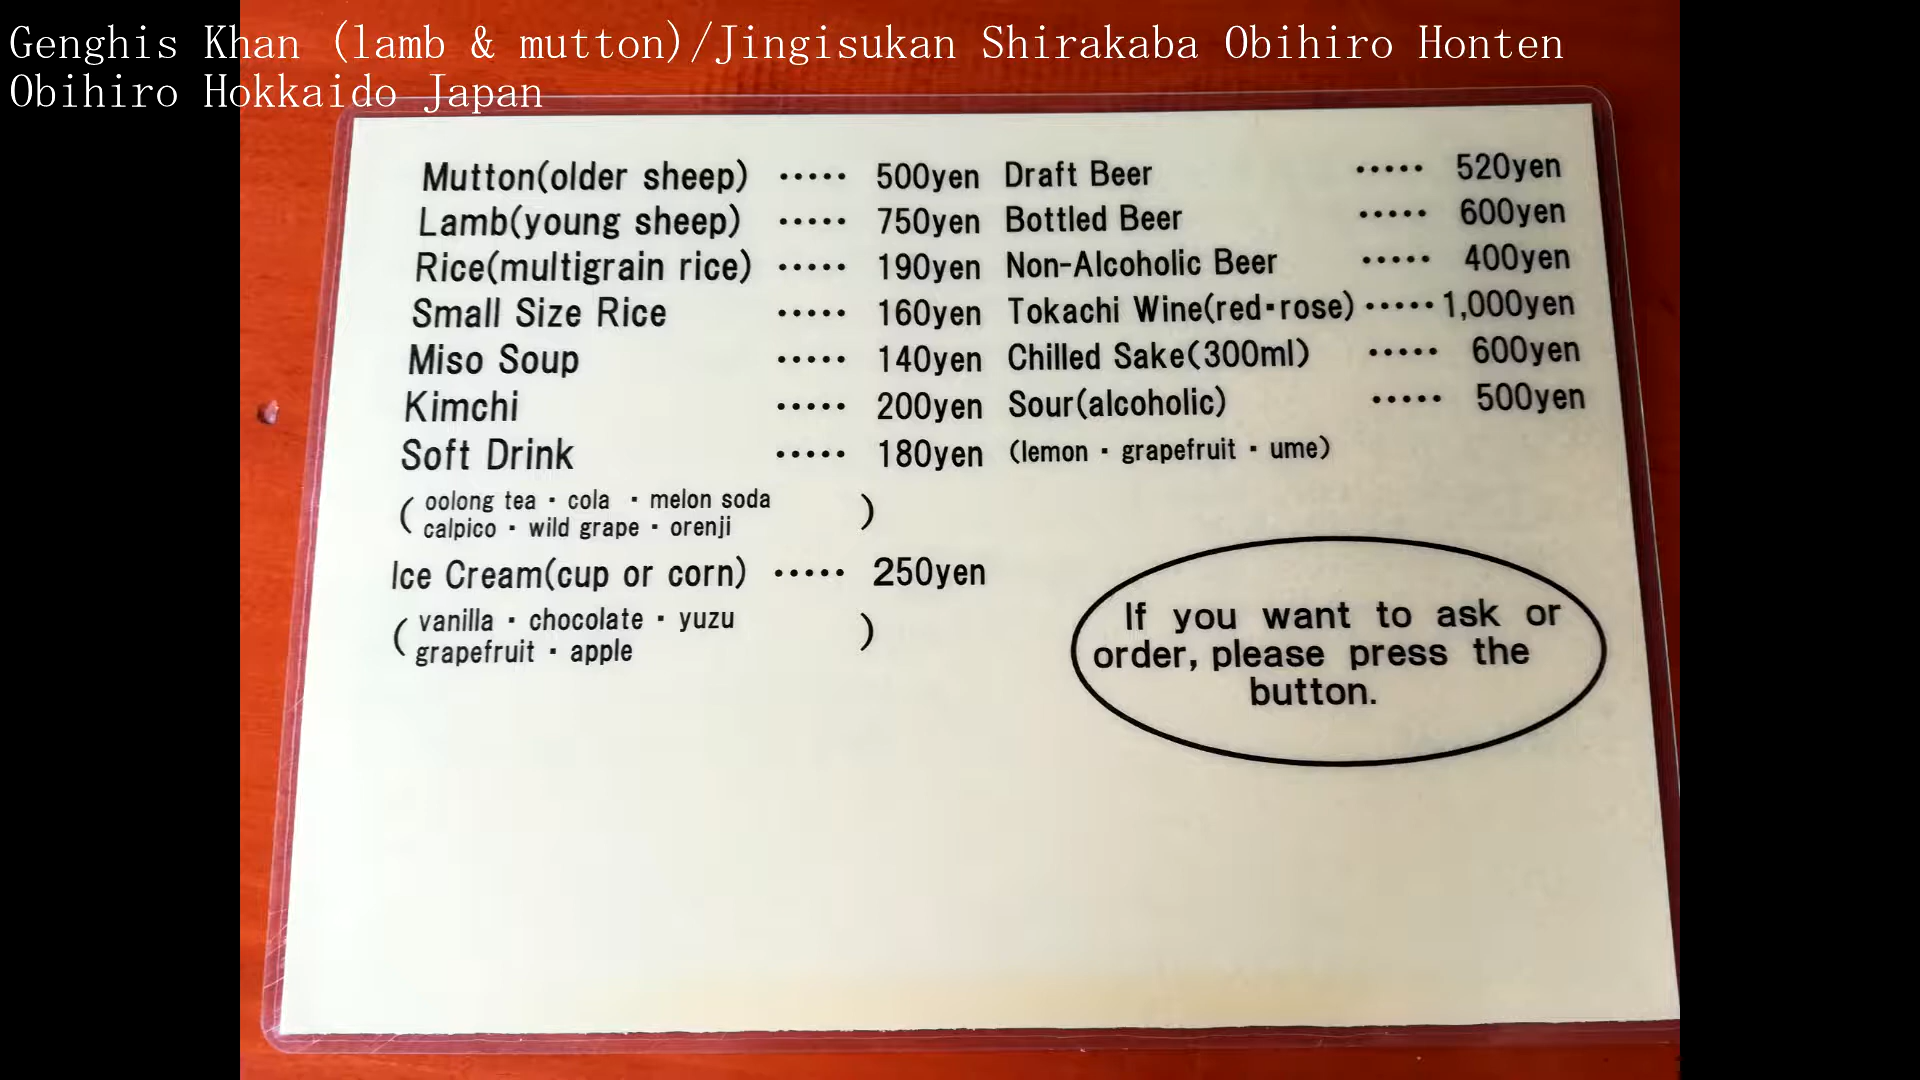 Genghis Khan (lamb & mutton)/Jingisukan Shirakaba Obihiro Honten
Obihiro Hokkaido Japan
Mutton(older sheep) ····· 500yen
Lamb(young sheep) ····· 750yen
Rice(multigrain rice) ····· 190yen
Small Size Rice ····· 160yen
Miso Soup ····· 140yen
Kimchi ····· 200yen
Soft Drink ····· 180yen
( oolong tea · cola · melon soda
calpico · wild grape · orenji )
Ice Cream(cup or corn) ····· 250yen
( vanilla · chocolate · yuzu
grapefruit · apple )
Draft Beer ····· 520yen
Bottled Beer ····· 600yen
Non-Alcoholic Beer ····· 400yen
Tokachi Wine(red·rose) ····· 1,000yen
Chilled Sake(300ml) ····· 600yen
Sour(alcoholic) ····· 500yen
(lemon · grapefruit · ume)
If you want to ask or
order, please press the
button.